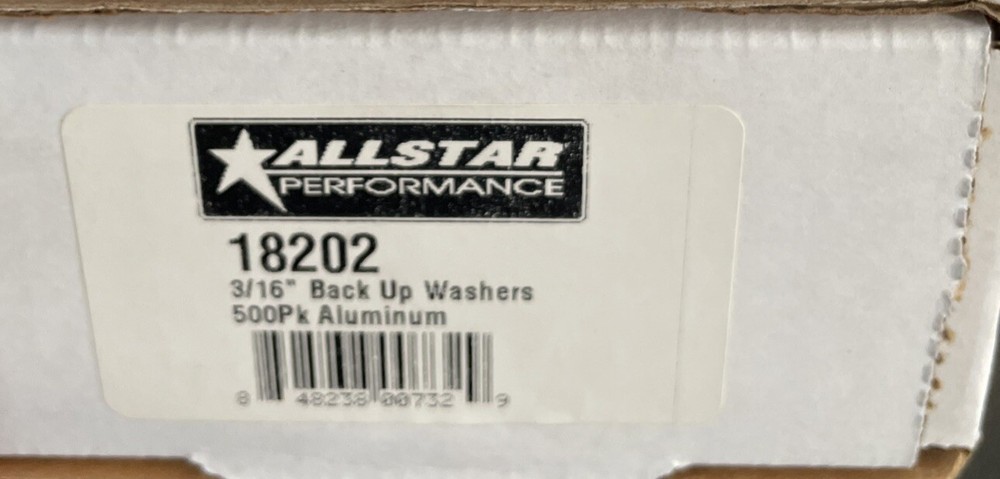 ALLSTAR
PERFORMANCE
18202
3/16" Back Up Washers
500Pk Aluminum
8 48238 00732 9